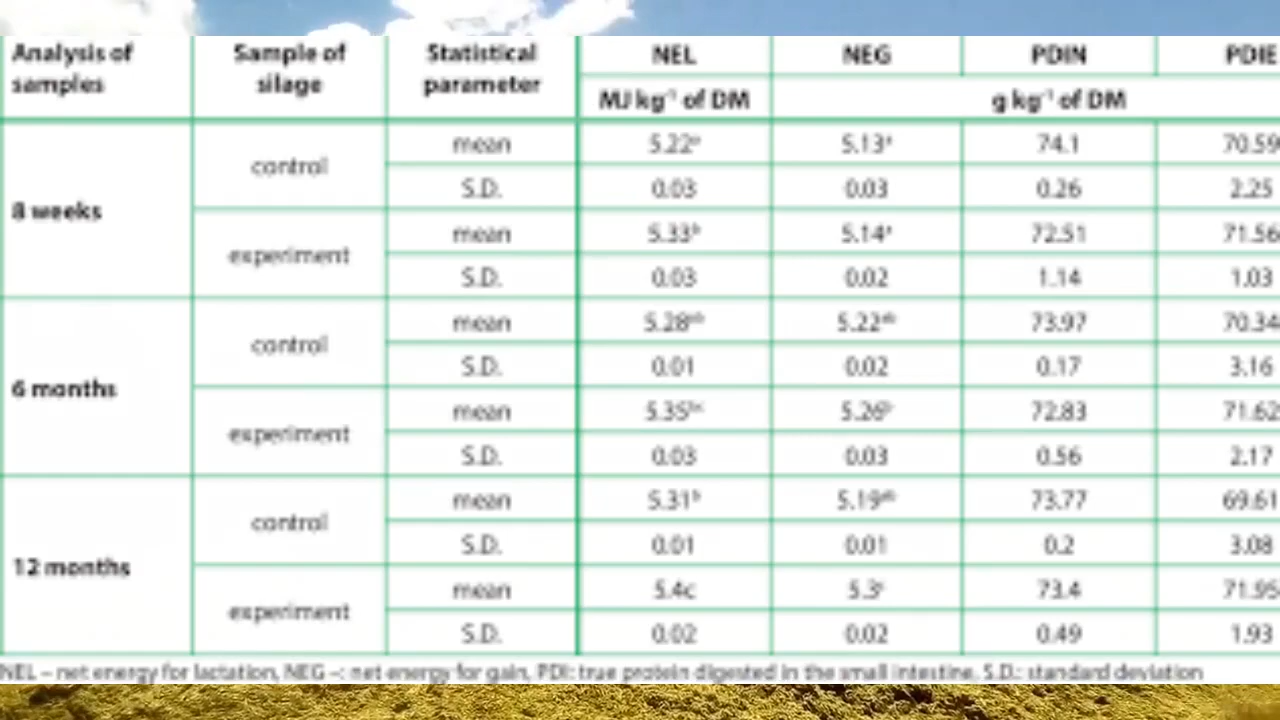 Analysis of samples Sample of silage Statistical parameter NEL NEG PDIN PDIE
MJ kg⁻¹ of DM g kg⁻¹ of DM
8 weeks control mean 5.22ᵃ 5.13ᵃ 74.1 70.59
S.D. 0.03 0.03 0.26 2.25
experiment mean 5.33ᵇ 5.14ᵃ 72.51 71.56
S.D. 0.03 0.02 1.14 1.03
6 months control mean 5.28ᵃᵇ 5.22ᵃᵇ 73.97 70.34
S.D. 0.01 0.02 0.17 3.16
experiment mean 5.35ᵇᶜ 5.26ᵇ 72.83 71.62
S.D. 0.03 0.03 0.56 2.17
12 months control mean 5.31ᵇ 5.19ᵃᵇ 73.77 69.61
S.D. 0.01 0.01 0.2 3.08
experiment mean 5.4c 5.3ᶜ 73.4 71.95
S.D. 0.02 0.02 0.49 1.93
NEL – net energy for lactation, NEG –: net energy for gain, PDI: true protein digested in the small intestine, S.D.: standard deviation